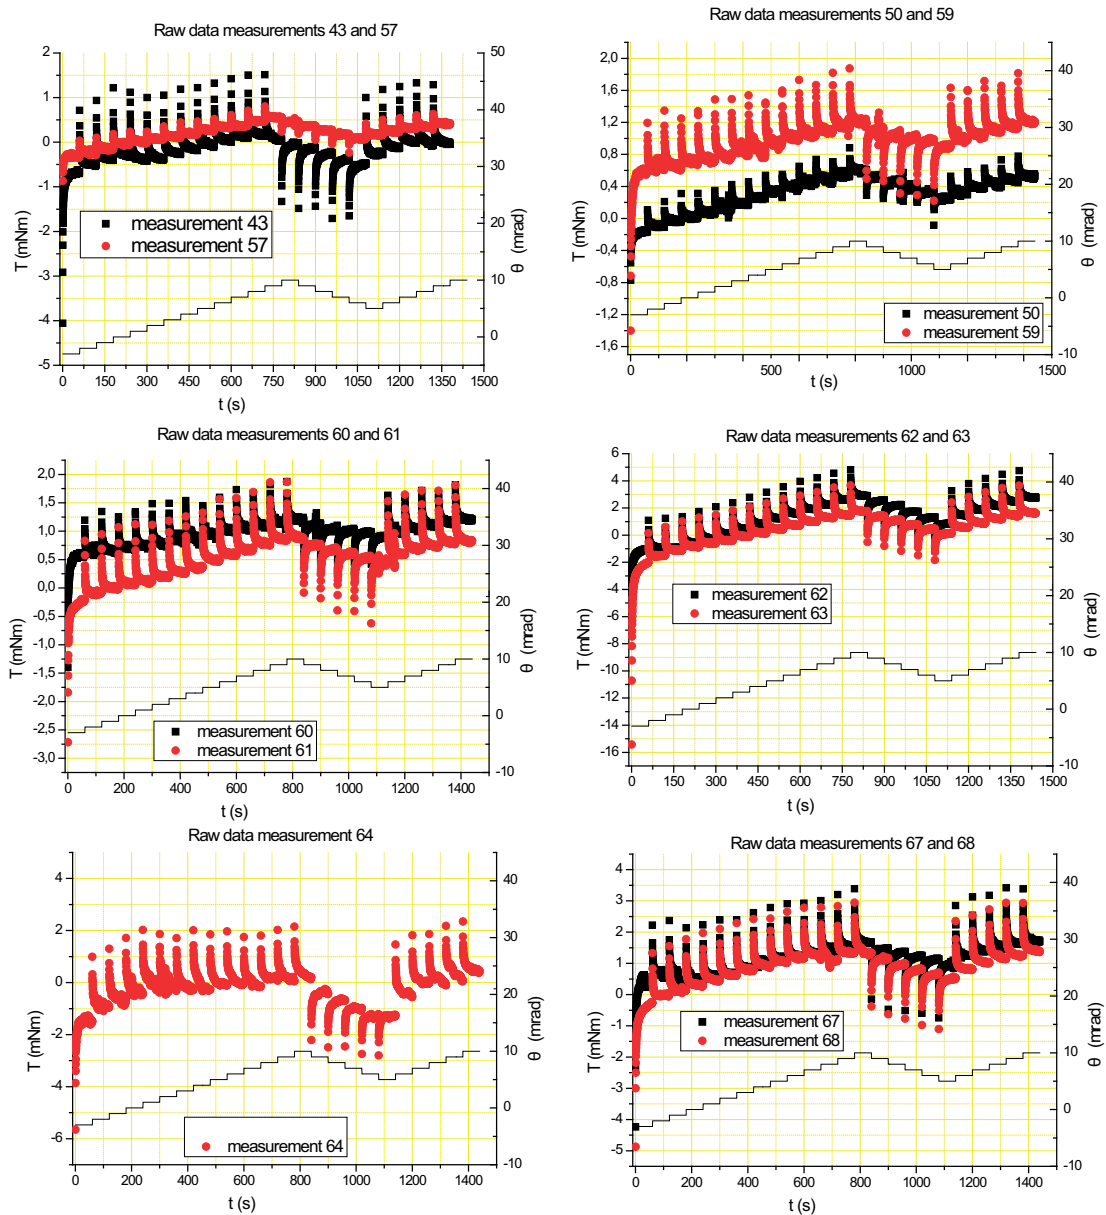 Raw data measurements 43 and 57
2
1
0
-1
-2
-3
-4
-5
T (mNm)
50
40
30
20
10
0
θ (mrad)
measurement 43
measurement 57
0 150 300 450 600 750 900 1050 1200 1350 1500
t (s)
Raw data measurements 50 and 59
2,0
1,6
1,2
0,8
0,4
0,0
-0,4
-0,8
-1,2
-1,6
T (mNm)
40
30
20
10
0
-10
θ (mrad)
measurement 50
measurement 59
0 500 1000 1500
t (s)
Raw data measurements 60 and 61
2,0
1,5
1,0
0,5
0,0
-0,5
-1,0
-1,5
-2,0
-2,5
-3,0
T (mNm)
40
30
20
10
0
-10
θ (mrad)
measurement 60
measurement 61
0 200 400 600 800 1000 1200 1400
t (s)
Raw data measurements 62 and 63
6
4
2
0
-2
-4
-6
-8
-10
-12
-14
-16
T (mNm)
40
30
20
10
0
-10
θ (mrad)
measurement 62
measurement 63
0 150 300 450 600 750 900 1050 1200 1350 1500
t (s)
Raw data measurement 64
4
2
0
-2
-4
-6
T (mNm)
40
30
20
10
0
-10
θ (mrad)
measurement 64
0 200 400 600 800 1000 1200 1400
t (s)
Raw data measurements 67 and 68
4
3
2
1
0
-1
-2
-3
-4
-5
T (mNm)
40
30
20
10
0
-10
θ (mrad)
measurement 67
measurement 68
0 200 400 600 800 1000 1200 1400
t (s)